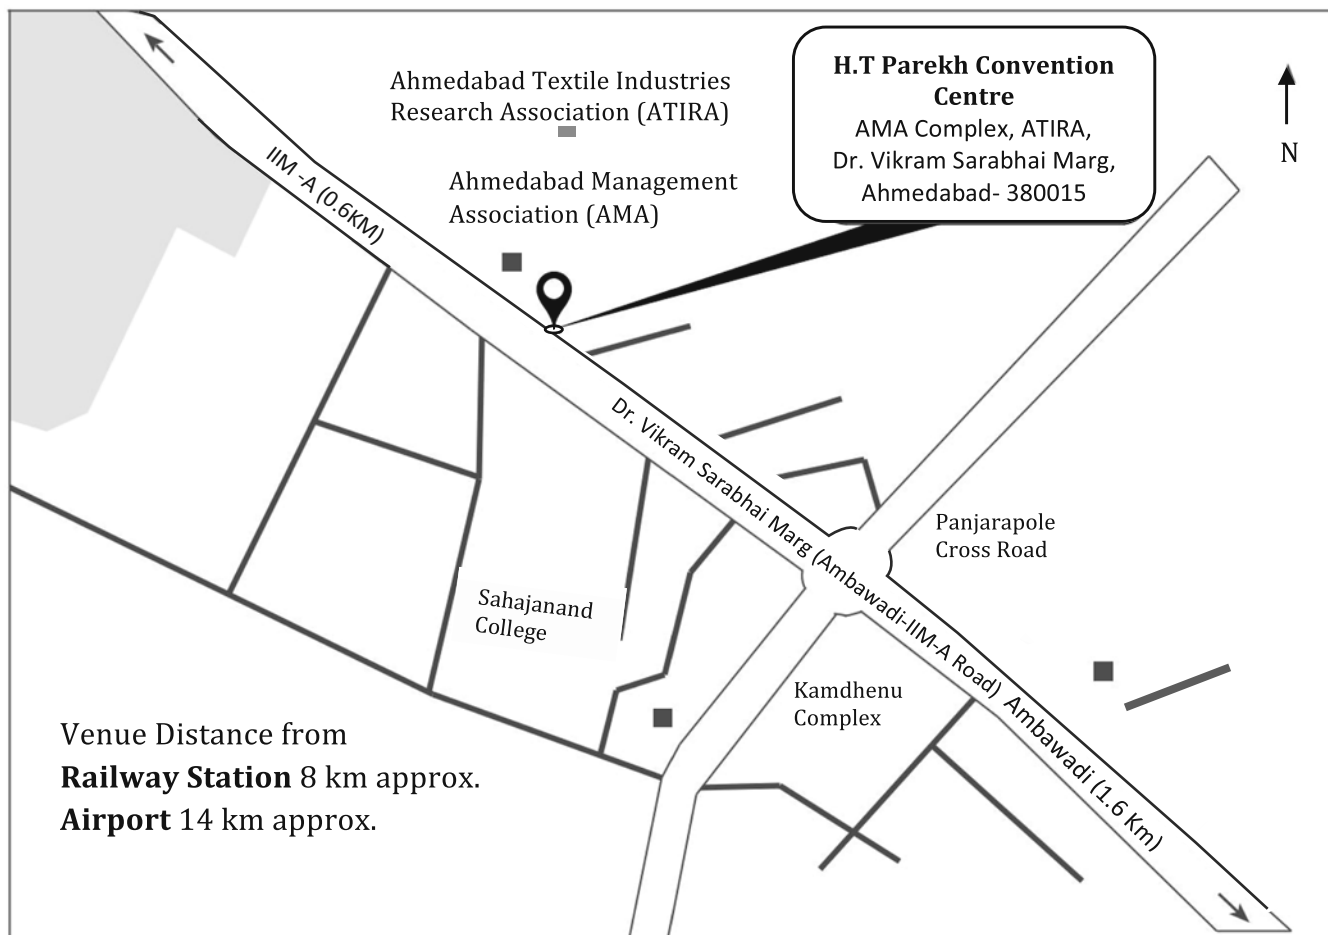 Ahmedabad Textile Industries
Research Association (ATIRA)
H.T Parekh Convention
Centre
AMA Complex, ATIRA,
Dr. Vikram Sarabhai Marg,
Ahmedabad- 380015
N
IIM -A (0.6KM)
Ahmedabad Management
Association (AMA)
Dr. Vikram Sarabhai Marg (Ambawadi-IIM-A Road) Ambawadi (1.6 Km)
Panjarapole
Cross Road
Sahajanand
College
Kamdhenu
Complex
Venue Distance from
Railway Station 8 km approx.
Airport 14 km approx.